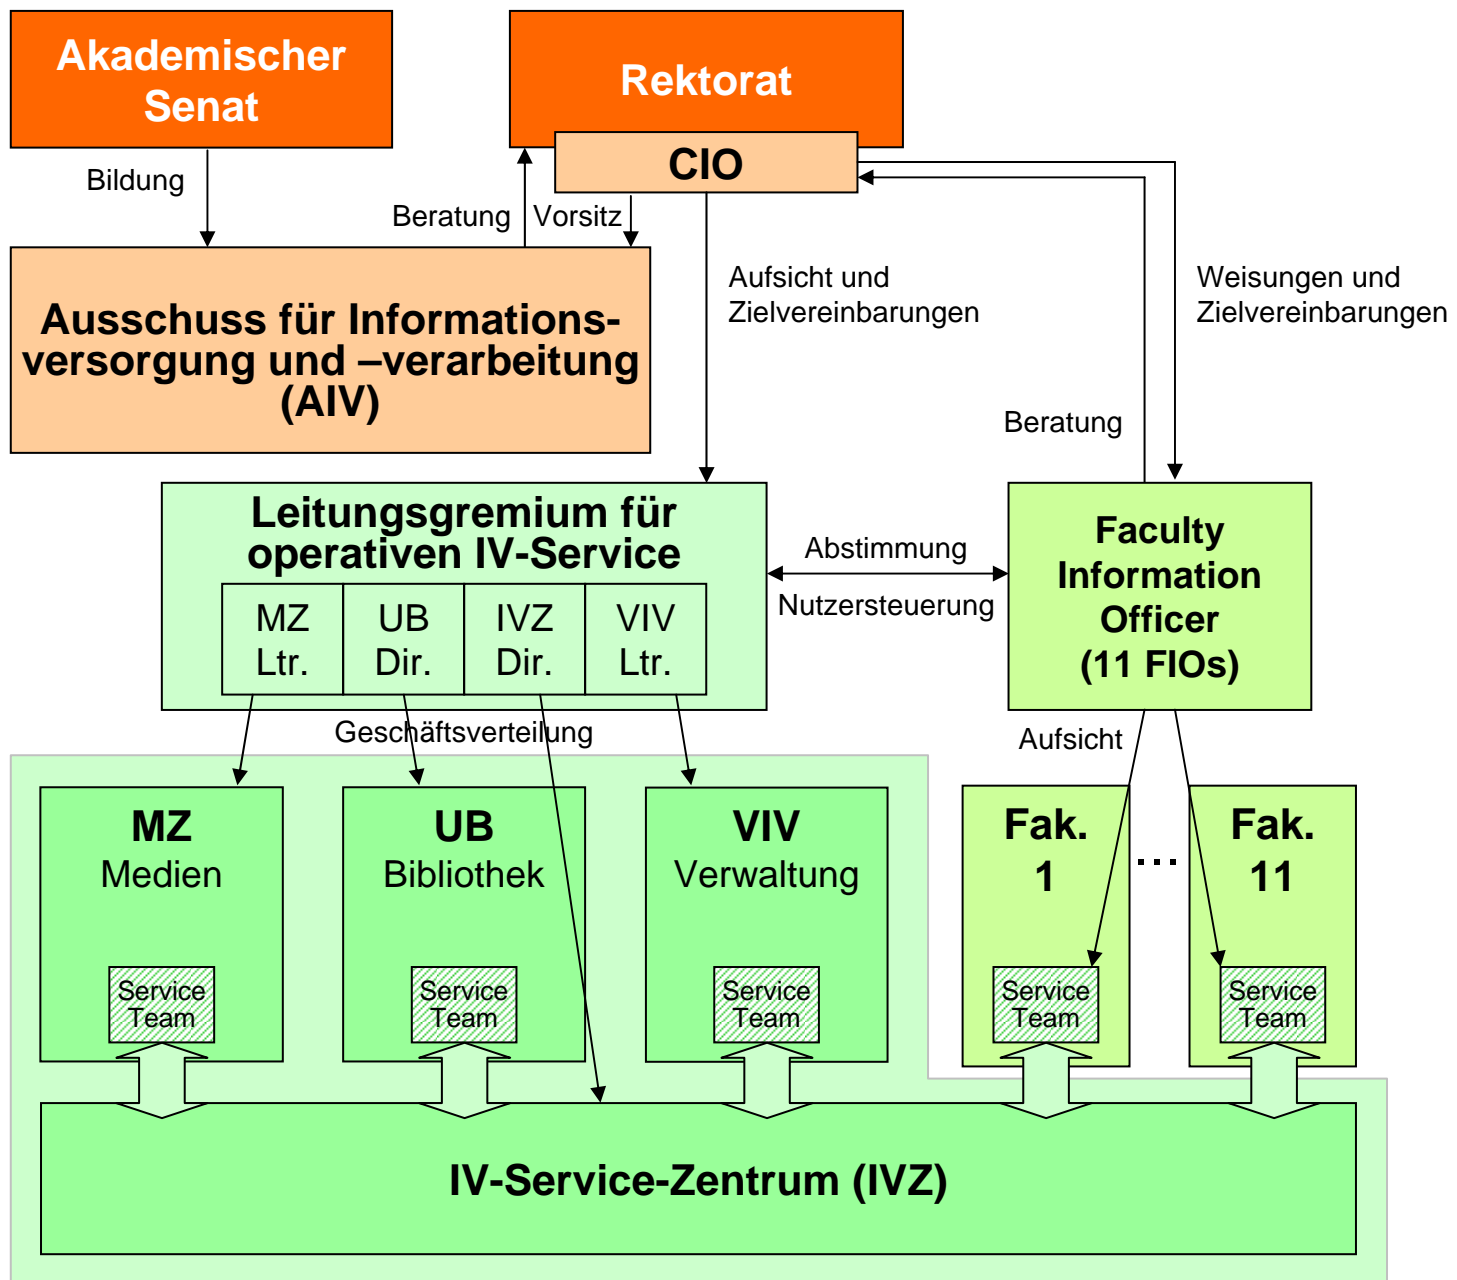 Akademischer
Senat
Rektorat
CIO
Bildung
Beratung
Vorsitz
Ausschuss für Informations-
versorgung und –verarbeitung
(AIV)
Aufsicht und
Zielvereinbarungen
Weisungen und
Zielvereinbarungen
Beratung
Leitungsgremium für
operativen IV-Service
MZ
Ltr.
UB
Dir.
IVZ
Dir.
VIV
Ltr.
Abstimmung
Nutzersteuerung
Faculty
Information
Officer
(11 FIOs)
Geschäftsverteilung
Aufsicht
MZ
Medien
Service
Team
UB
Bibliothek
Service
Team
VIV
Verwaltung
Service
Team
Fak.
1
Service
Team
...
Fak.
11
Service
Team
IV-Service-Zentrum (IVZ)